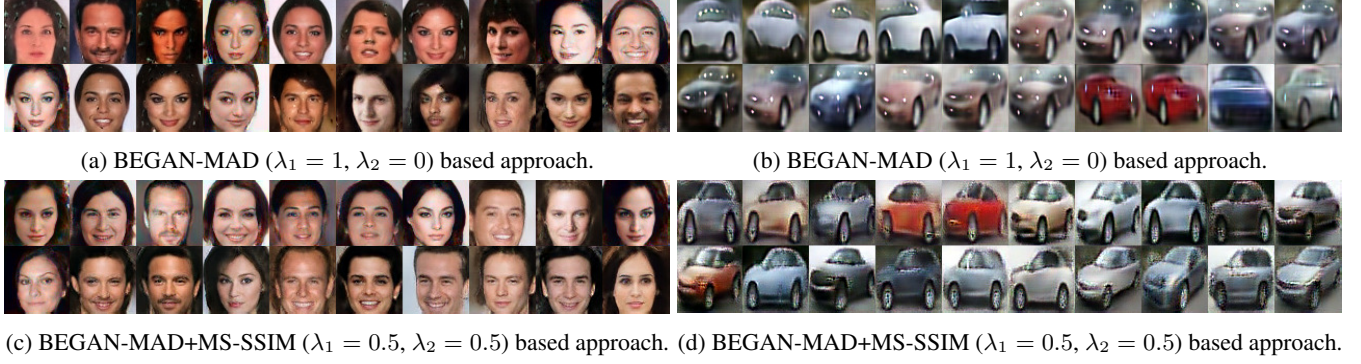 (a) BEGAN-MAD (λ₁ = 1, λ₂ = 0) based approach.
(b) BEGAN-MAD (λ₁ = 1, λ₂ = 0) based approach.
(c) BEGAN-MAD+MS-SSIM (λ₁ = 0.5, λ₂ = 0.5) based approach.
(d) BEGAN-MAD+MS-SSIM (λ₁ = 0.5, λ₂ = 0.5) based approach.